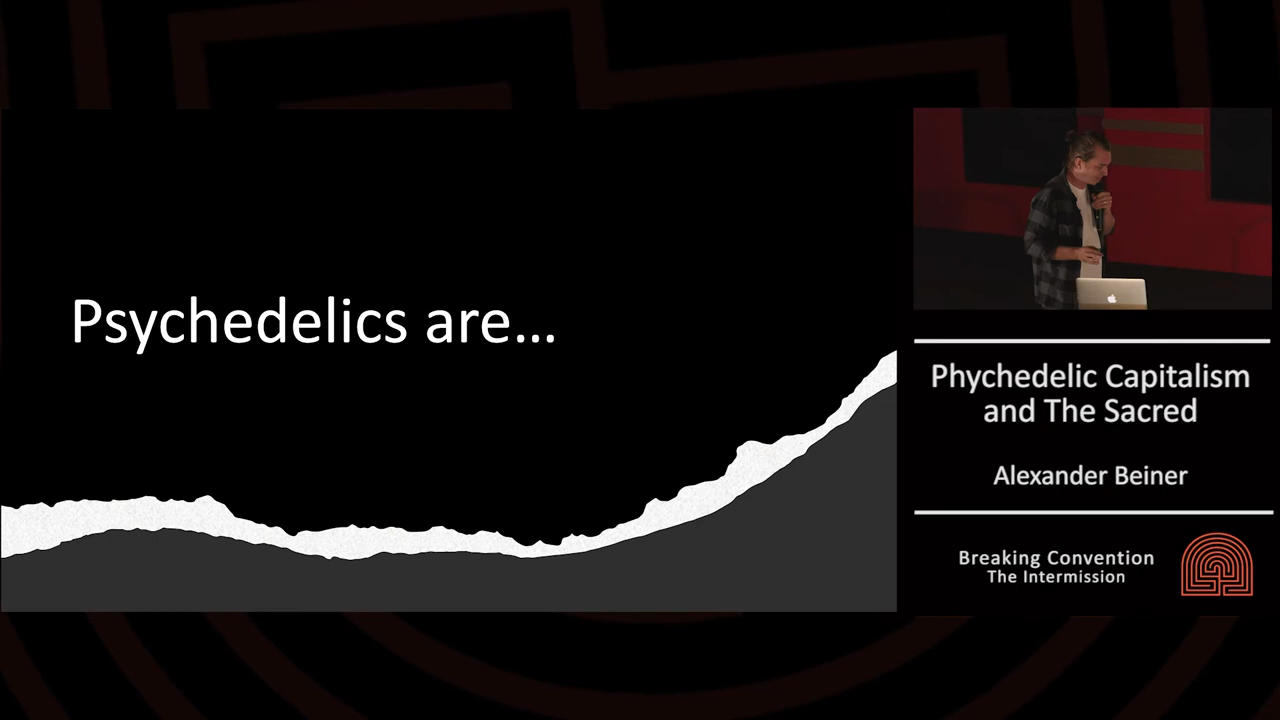 Psychedelics are...
Phychedelic Capitalism
and The Sacred
Alexander Beiner
Breaking Convention
The Intermission